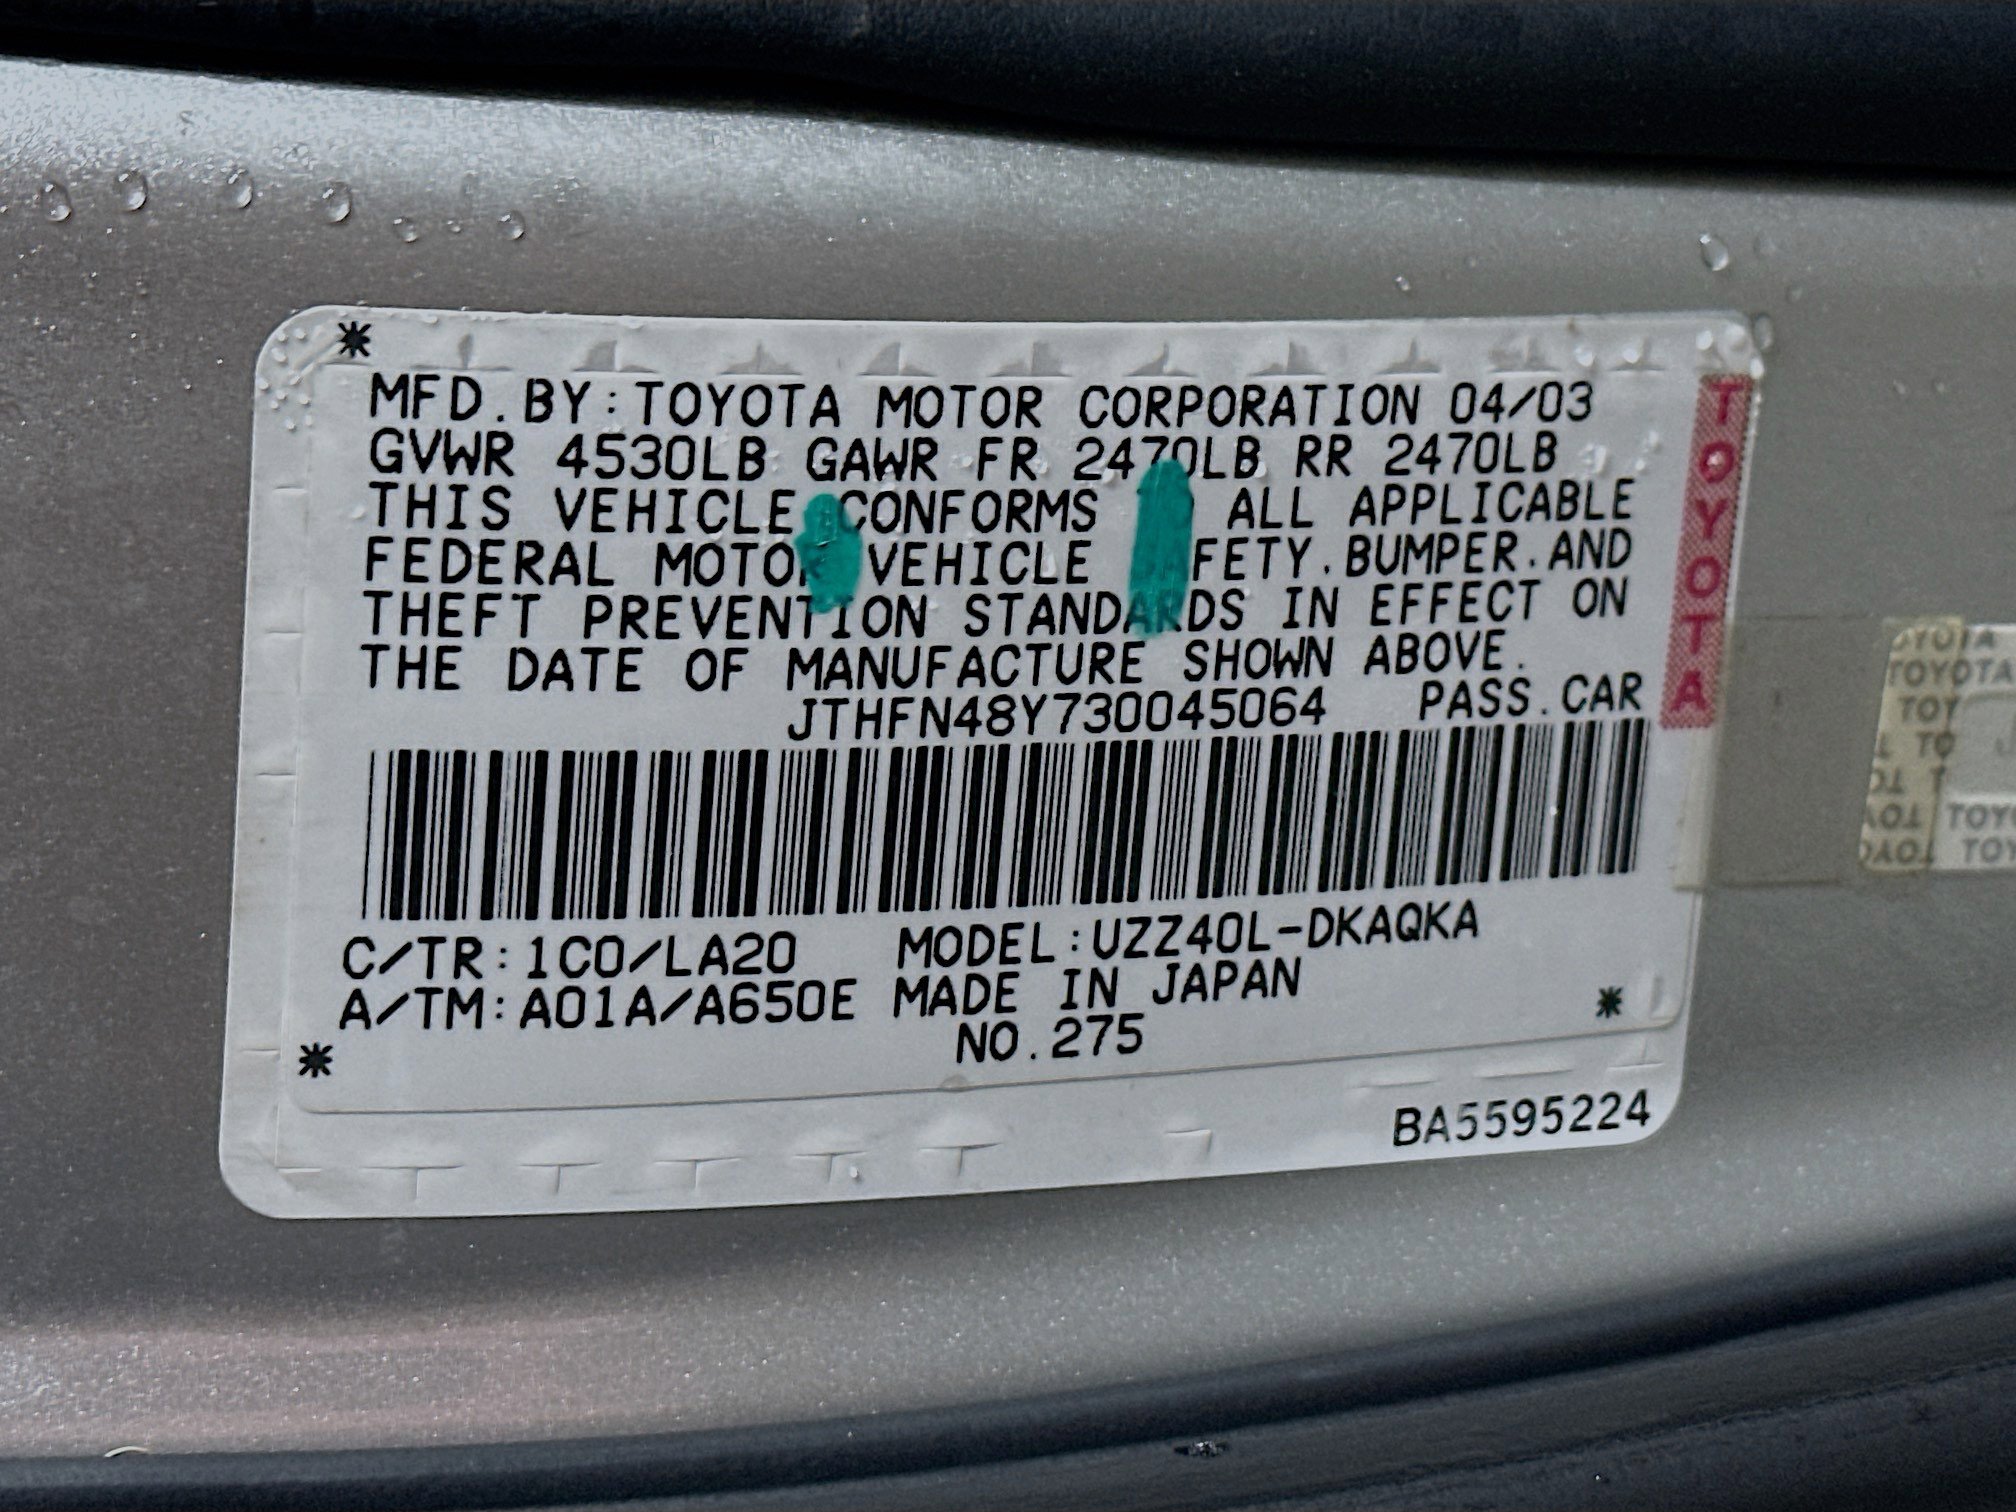 MFD. BY: TOYOTA MOTOR CORPORATION 04/03
GVWR 4530LB GAWR FR 2470LB RR 2470LB
THIS VEHICLE CONFORMS ALL APPLICABLE
FEDERAL MOTOR VEHICLE SAFETY. BUMPER. AND
THEFT PREVENTION STANDARDS IN EFFECT ON
THE DATE OF MANUFACTURE SHOWN ABOVE.
JTHFN48Y730045064 PASS. CAR
C/TR: 1C0/LA20 MODEL: UZZ40L-DKAQKA
A/TM: A01A/A650E MADE IN JAPAN
NO. 275
BA5595224
TOYOTA
TOYOTA